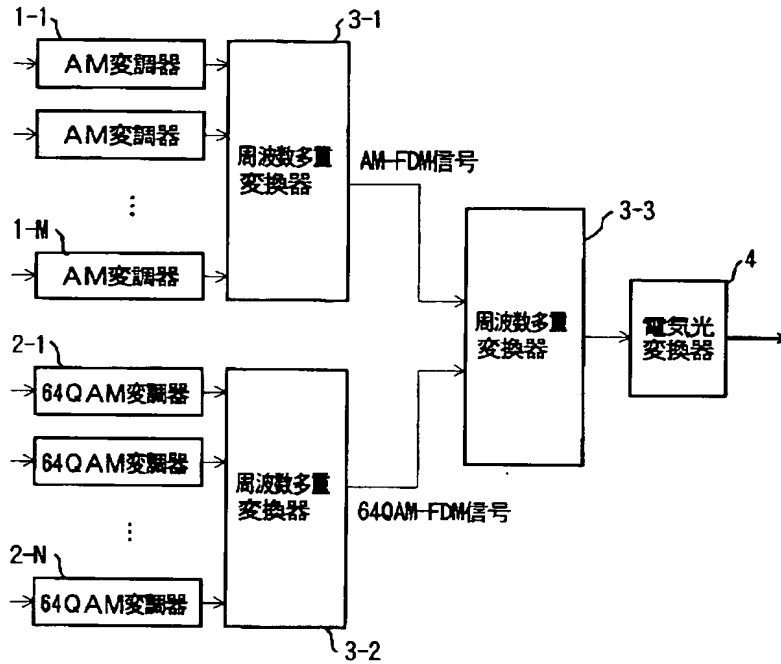 1-1
AM変調器
AM変調器
⋮
1-M
AM変調器
3-1
周波数多重
変換器
AM-FDM信号
2-1
64QAM変調器
64QAM変調器
⋮
2-N
64QAM変調器
周波数多重
変換器
3-2
64QAM-FDM信号
3-3
周波数多重
変換器
4
電気光
変換器